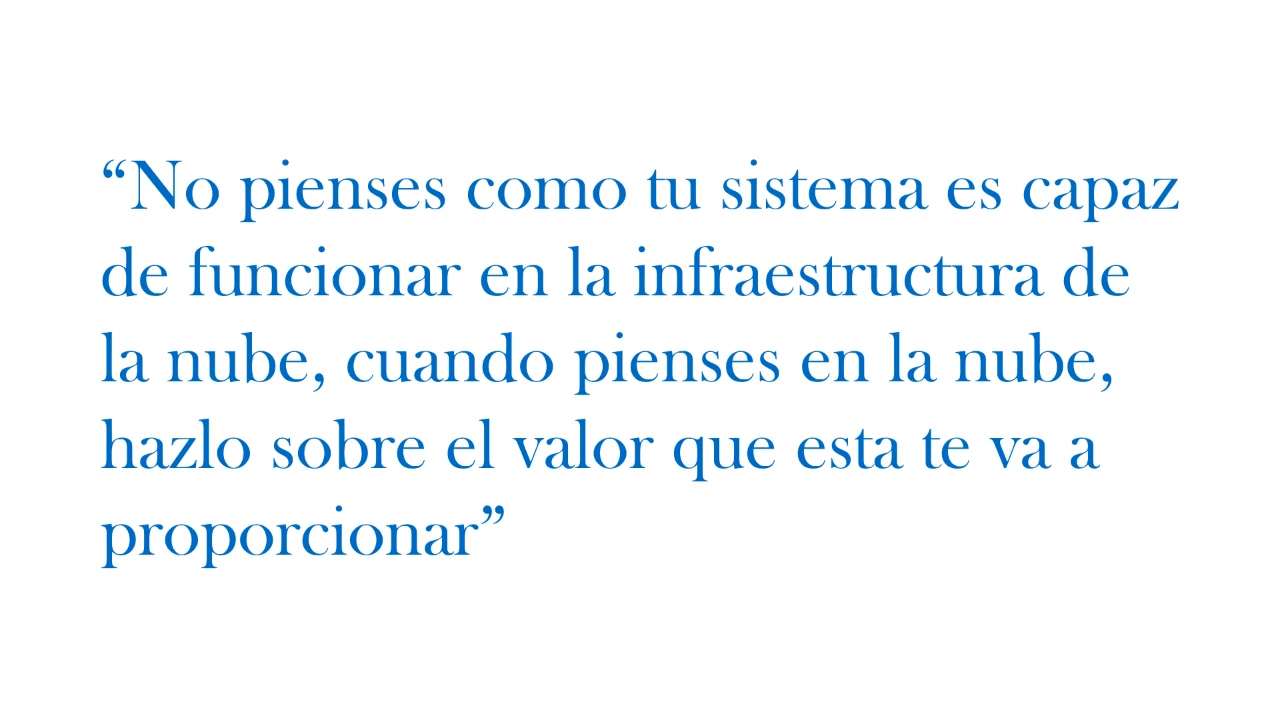 “No pienses como tu sistema es capaz
de funcionar en la infraestructura de
la nube, cuando pienses en la nube,
hazlo sobre el valor que esta te va a
proporcionar”